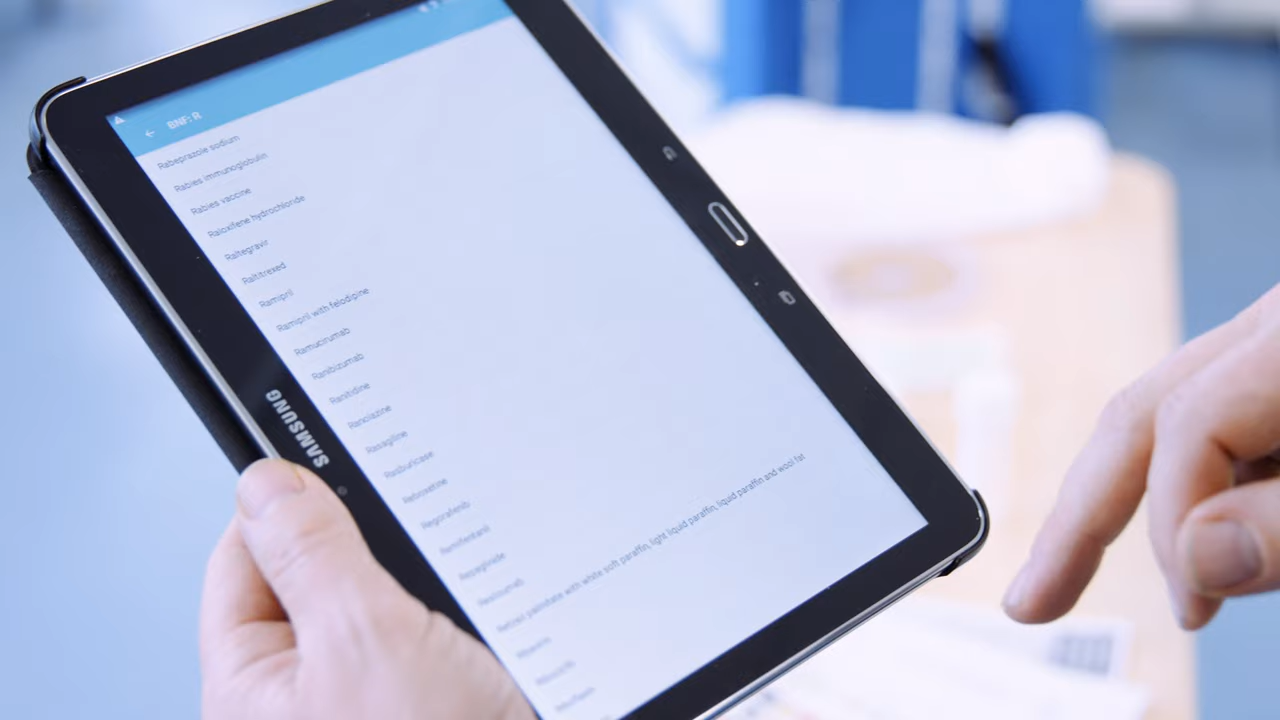 BNF: R
Rabeprazole sodium
Rabies immunoglobulin
Rabies vaccine
Raloxifene hydrochloride
Raltegravir
Raltitrexed
Ramipril
Ramipril with felodipine
Ramucirumab
Ranibizumab
Ranitidine
Ranolazine
Rasagiline
Rasburicase
Reboxetine
Regorafenib
Remifentanil
Repaglinide
Reslizumab
Retinol palmitate with white soft paraffin, light liquid paraffin, liquid paraffin and wool fat
SAMSUNG